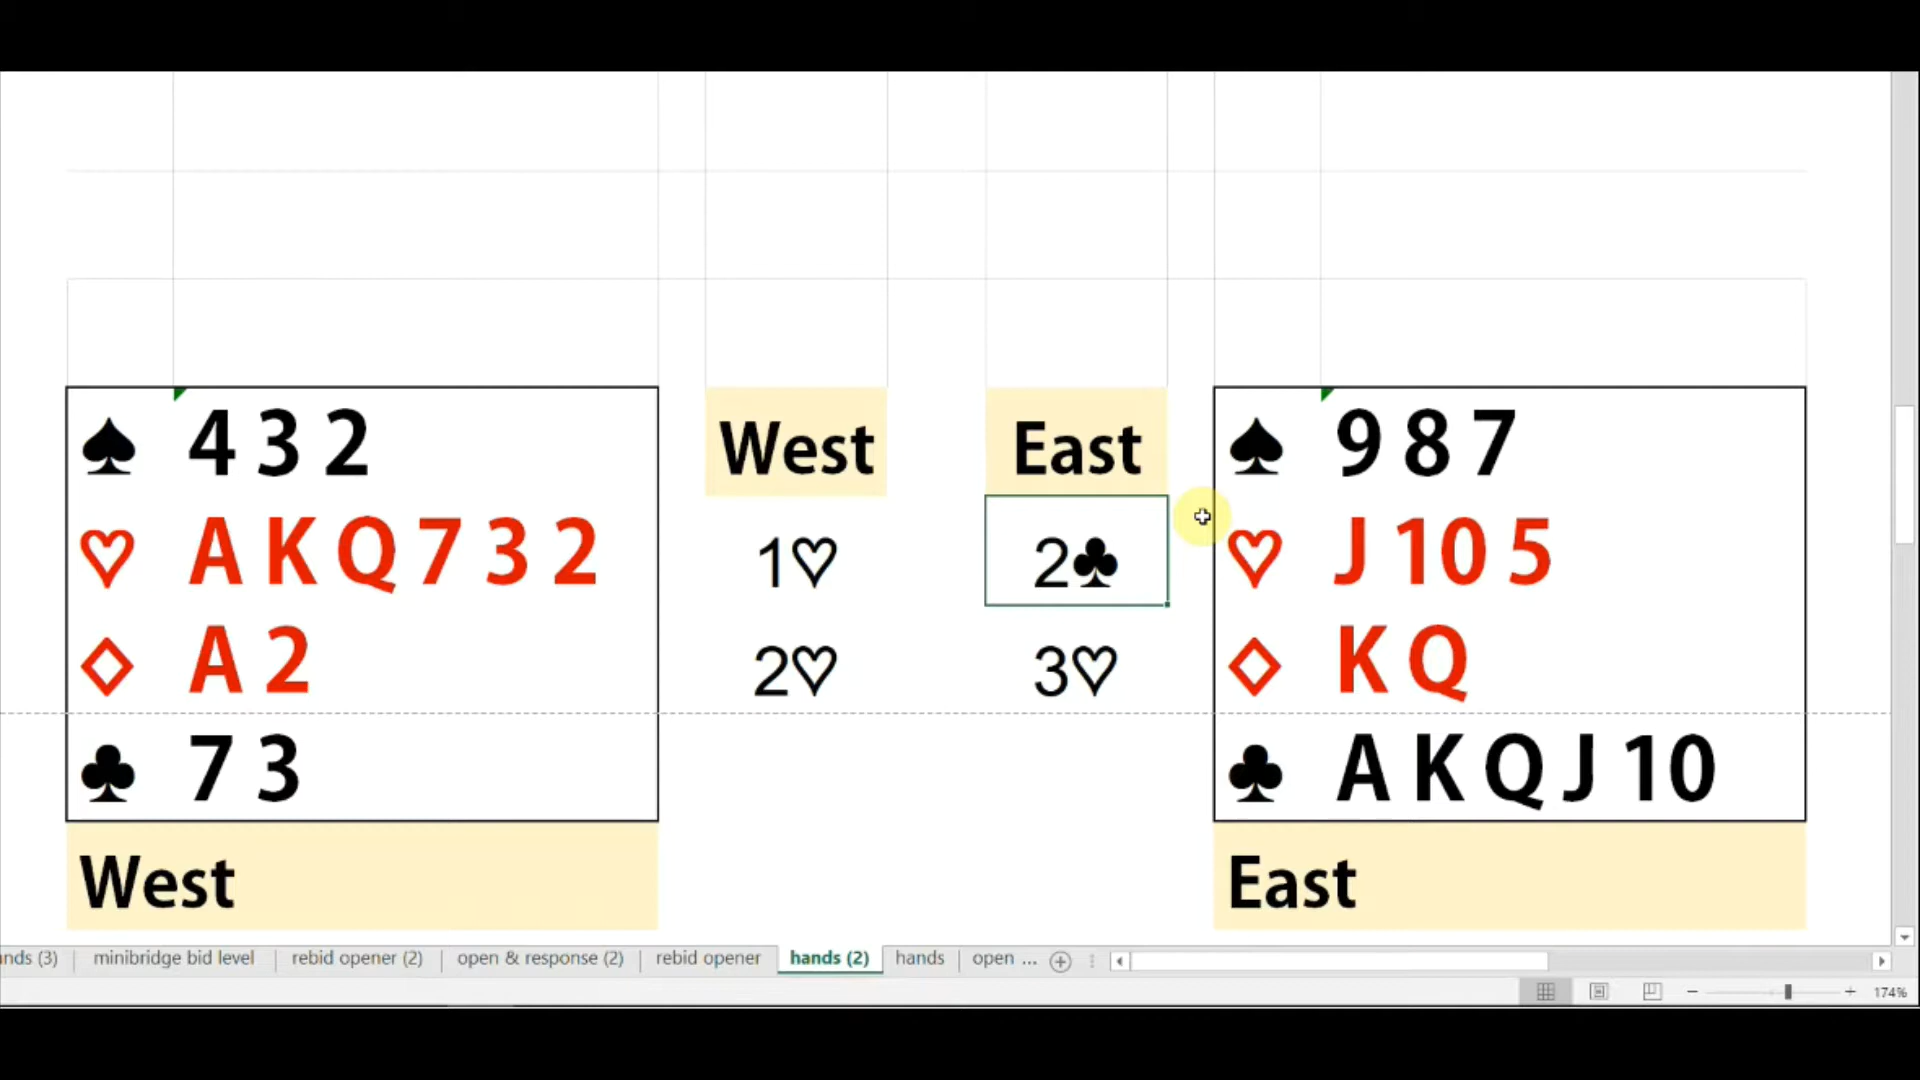 ♠ 4 3 2
♡ A K Q 7 3 2
♢ A 2
♣ 7 3
West
West East
1♡ 2♣
2♡ 3♡
♠ 9 8 7
♡ J 10 5
♢ K Q
♣ A K Q J 10
East
nds (3) minibridge bid level rebid opener (2) open & response (2) rebid opener hands (2) hands open ...
174%